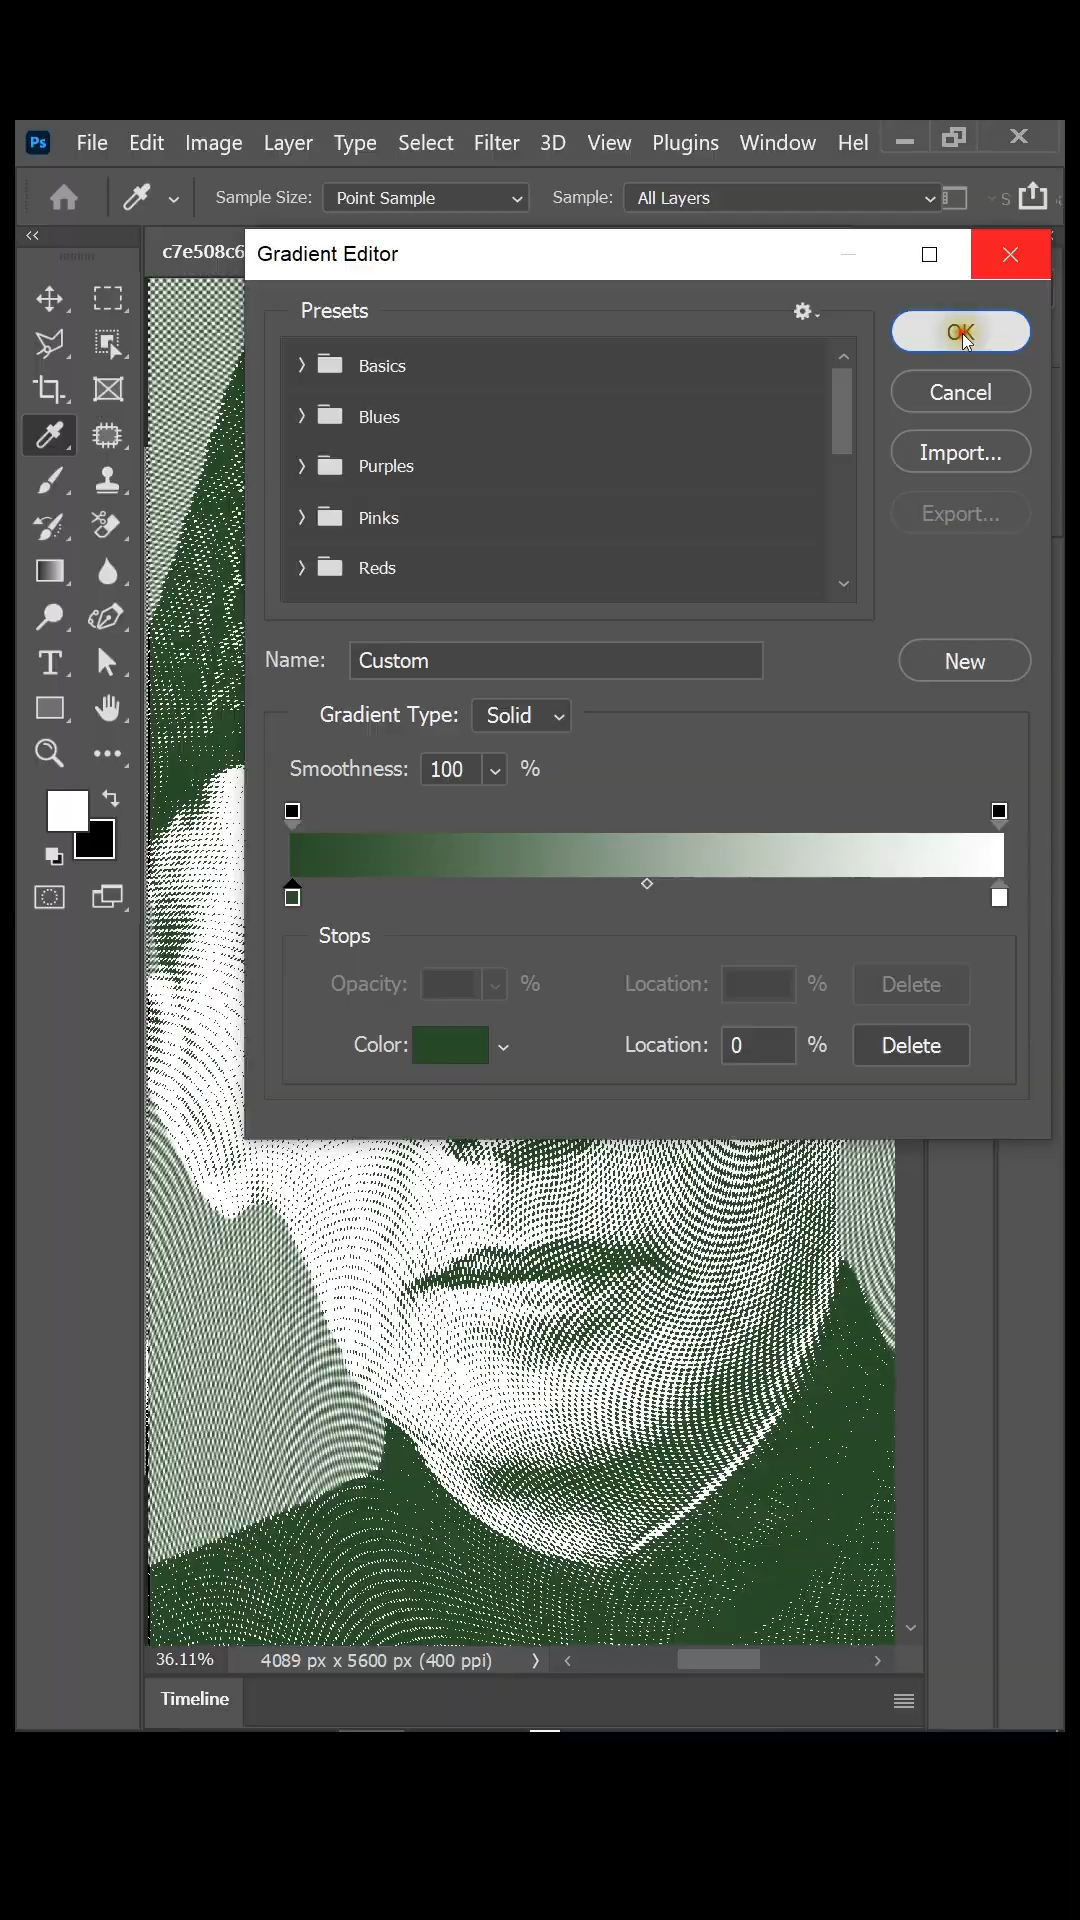 Ps File Edit Image Layer Type Select Filter 3D View Plugins Window Hel
Sample Size: Point Sample Sample: All Layers
c7e508c6
Gradient Editor
Presets
OK
Basics
Cancel
Blues
Import...
Purples
Pinks
Export...
Reds
Name: Custom
New
Gradient Type: Solid
Smoothness: 100 %
Stops
Opacity: % Location: % Delete
Color: Location: 0 % Delete
36.11% 4089 px x 5600 px (400 ppi)
Timeline